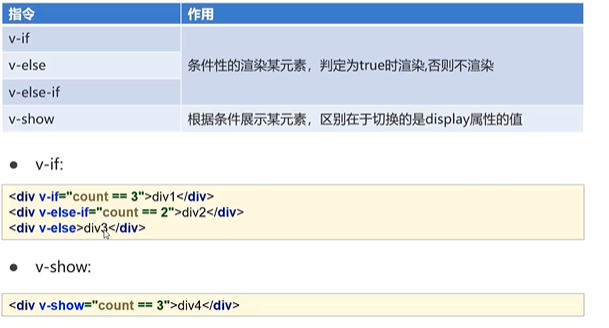 指令 作用
v-if
v-else 条件性的渲染某元素，判定为true时渲染,否则不渲染
v-else-if
v-show 根据条件展示某元素，区别在于切换的是display属性的值
● v-if:
<div v-if="count == 3">div1</div>
<div v-else-if="count == 2">div2</div>
<div v-else>div3</div>
● v-show:
<div v-show="count == 3">div4</div>